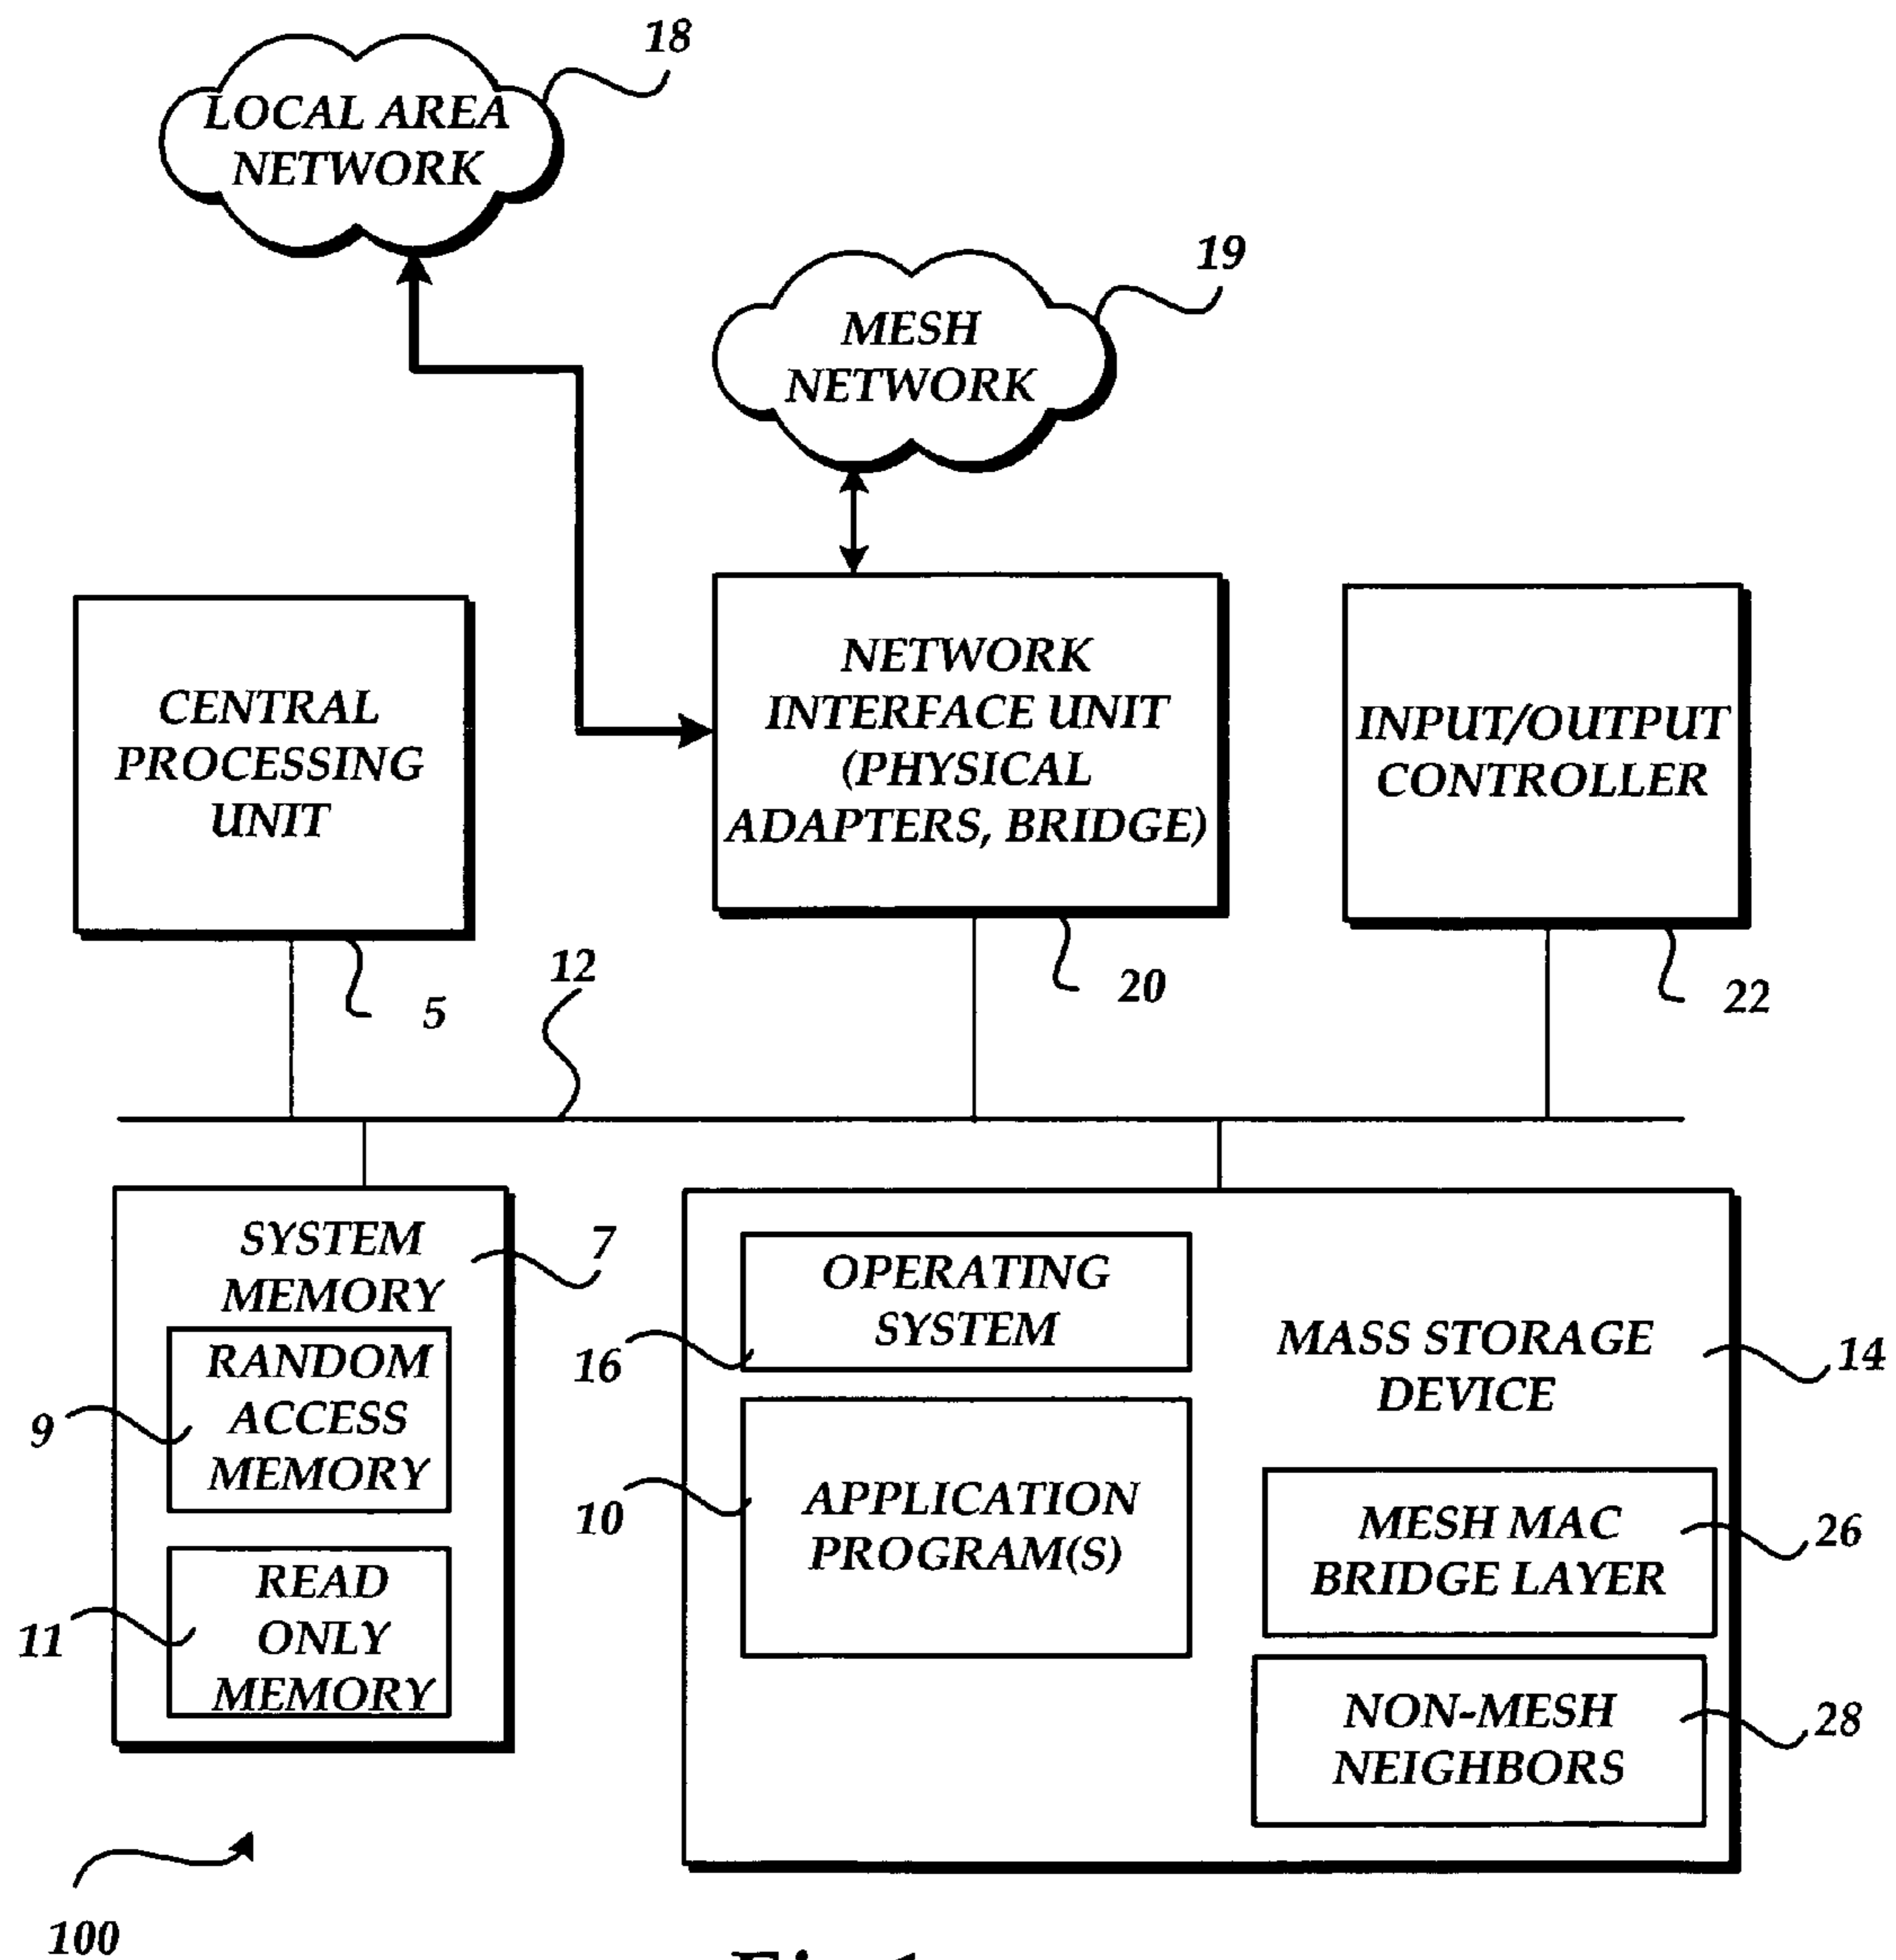 18
LOCAL AREA
NETWORK
19
MESH
NETWORK
CENTRAL
PROCESSING
UNIT
NETWORK
INTERFACE UNIT
(PHYSICAL
ADAPTERS, BRIDGE)
INPUT/OUTPUT
CONTROLLER
5
12
20
22
SYSTEM
MEMORY
7
RANDOM
ACCESS
MEMORY
9
READ
ONLY
MEMORY
11
OPERATING
SYSTEM
16
MASS STORAGE
DEVICE
14
APPLICATION
PROGRAM(S)
10
MESH MAC
BRIDGE LAYER
26
NON-MESH
NEIGHBORS
28
100